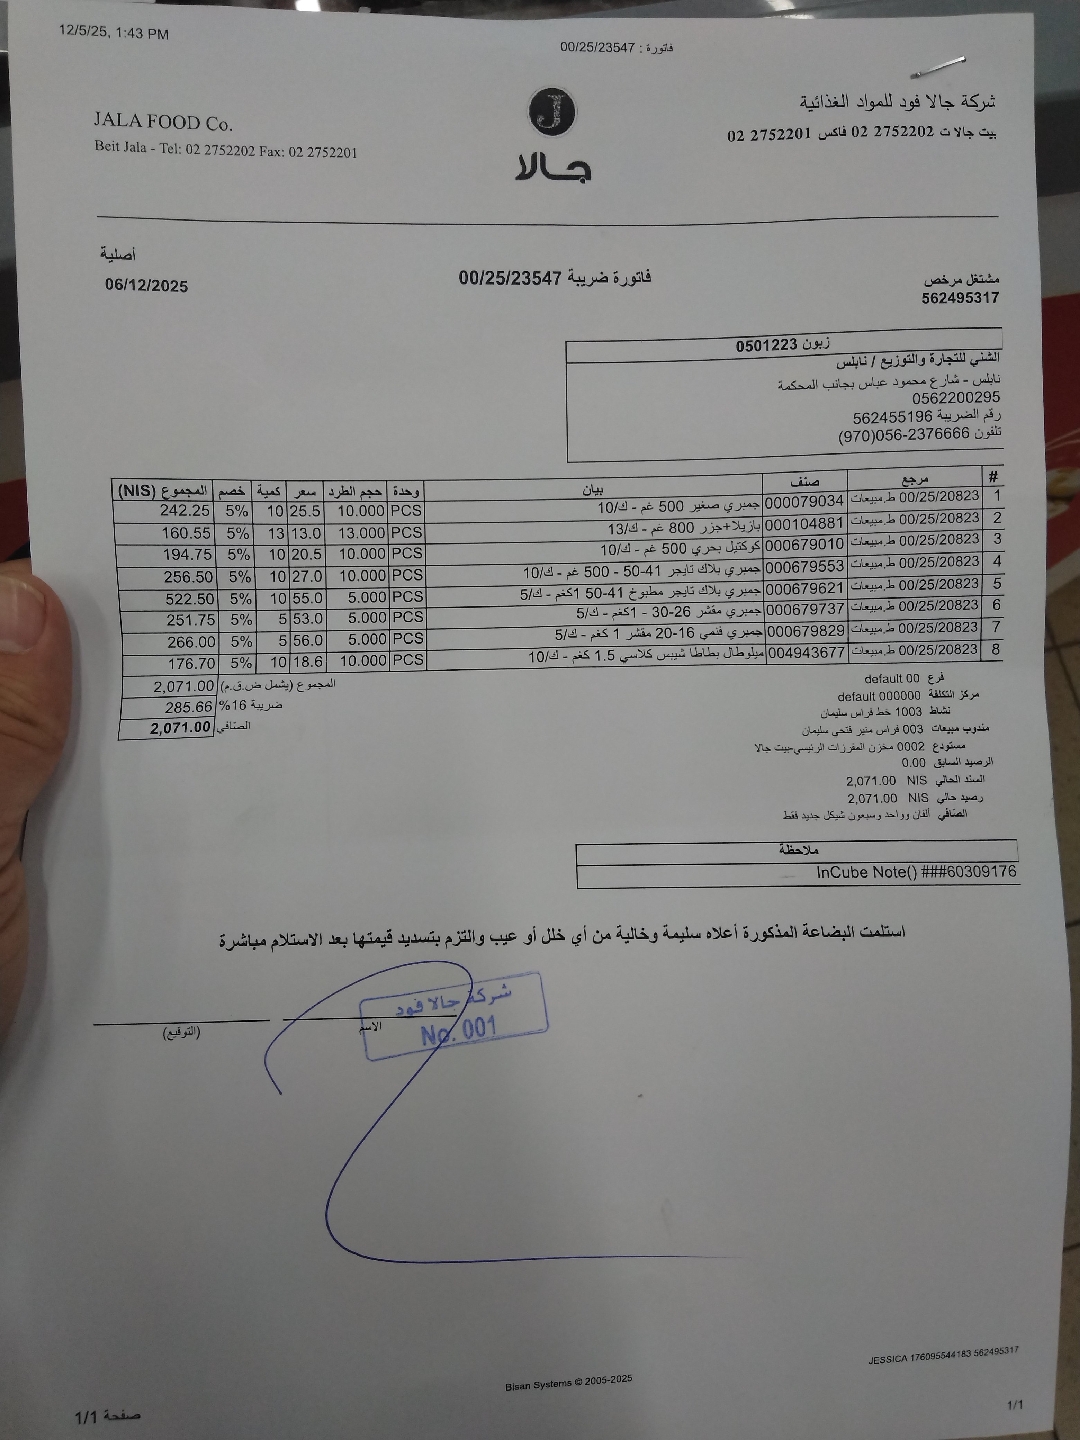 12/5/25, 1:43 PM
فاتورة : 00/25/23547
JALA FOOD Co.
Beit Jala - Tel: 02 2752202 Fax: 02 2752201
جالا
شركة جالا فود للمواد الغذائية
بيت جالا ت 2752202 02 فاكس 2752201 02
أصلية
06/12/2025
فاتورة ضريبة 00/25/23547
مشتغل مرخص
562495317
زبون 0501223
الشني للتجارة والتوزيع / نابلس
نابلس - شارع محمود عباس بجانب المحكمة
0562200295
رقم الضريبة 562455196
تلفون 2376666-056(970)
# مرجع صنف بيان وحدة حجم الطرد سعر كمية خصم المجموع (NIS)
1 00/25/20823 ط.مبيعات 000079034 جمبري صغير 500 غم - ك/10 PCS 10.000 25.5 10 5% 242.25
2 00/25/20823 ط.مبيعات 000104881 بازيلا+جزر 800 غم - ك/13 PCS 13.000 13.0 13 5% 160.55
3 00/25/20823 ط.مبيعات 000679010 كوكتيل بحري 500 غم - ك/10 PCS 10.000 20.5 10 5% 194.75
4 00/25/20823 ط.مبيعات 000679553 جمبري بلاك تايجر 41-50 - 500 غم - ك/10 PCS 10.000 27.0 10 5% 256.50
5 00/25/20823 ط.مبيعات 000679621 جمبري بلاك تايجر مطبوخ 41-50 1كغم - ك/5 PCS 5.000 55.0 10 5% 522.50
6 00/25/20823 ط.مبيعات 000679737 جمبري مقشر 26-30 - 1كغم - ك/5 PCS 5.000 53.0 5 5% 251.75
7 00/25/20823 ط.مبيعات 000679829 جمبري فنمي 16-20 مقشر 1 كغم - ك/5 PCS 5.000 56.0 5 5% 266.00
8 00/25/20823 ط.مبيعات 004943677 ميلوطال بطاطا شيبس كلاسي 1.5 كغم - ك/10 PCS 10.000 18.6 10 5% 176.70
المجموع (يشمل ض.ق.م) 2,071.00
ضريبة 16% 285.66
الصّافي 2,071.00
فرع 00 default
مركز التكلفة 000000 default
نشاط 1003 خط فراس سليمان
مندوب مبيعات 003 فراس منير فتحي سليمان
مستودع 0002 مخزن المفرزات الرئيسي-بيت جالا
الرصيد السابق 0.00
السند الحالي NIS 2,071.00
رصيد حالي NIS 2,071.00
الصّافي ألفان وواحد وسبعون شيكل جديد فقط
ملاحظة
InCube Note() ###60309176
استلمت البضاعة المذكورة أعلاه سليمة وخالية من أي خلل أو عيب والتزم بتسديد قيمتها بعد الاستلام مباشرة
شركة جالا فود
No. 001
الاسم
(التوقيع)
JESSICA 176095544183 562495317
Bisan Systems © 2005-2025
صفحة 1/1
1/1